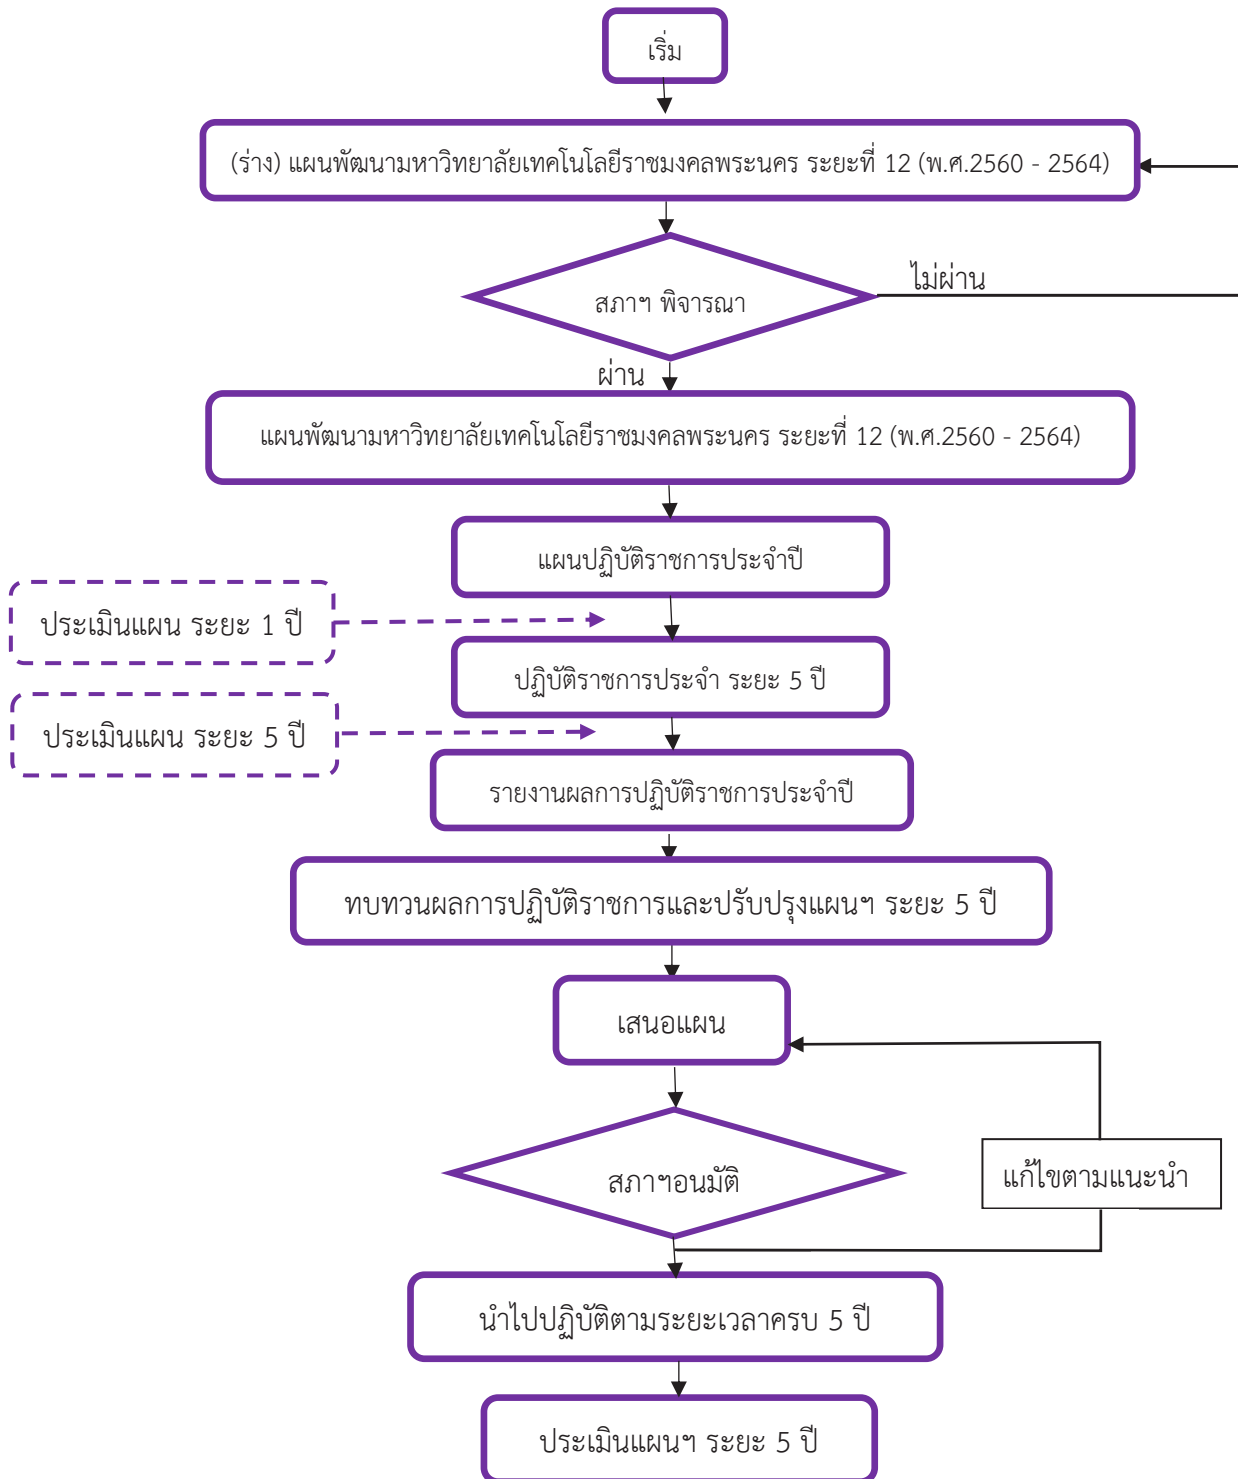 เริ่ม
(ร่าง) แผนพัฒนามหาวิทยาลัยเทคโนโลยีราชมงคลพระนคร ระยะที่ 12 (พ.ศ.2560 - 2564)
ไม่ผ่าน
สภาฯ พิจารณา
ผ่าน
แผนพัฒนามหาวิทยาลัยเทคโนโลยีราชมงคลพระนคร ระยะที่ 12 (พ.ศ.2560 - 2564)
แผนปฏิบัติราชการประจำปี
ประเมินแผน ระยะ 1 ปี
ปฏิบัติราชการประจำ ระยะ 5 ปี
ประเมินแผน ระยะ 5 ปี
รายงานผลการปฏิบัติราชการประจำปี
ทบทวนผลการปฏิบัติราชการและปรับปรุงแผนฯ ระยะ 5 ปี
เสนอแผน
แก้ไขตามแนะนำ
สภาฯอนมัติ
นำไปปฏิบัติตามระยะเวลาครบ 5 ปี
ประเมินแผนฯ ระยะ 5 ปี